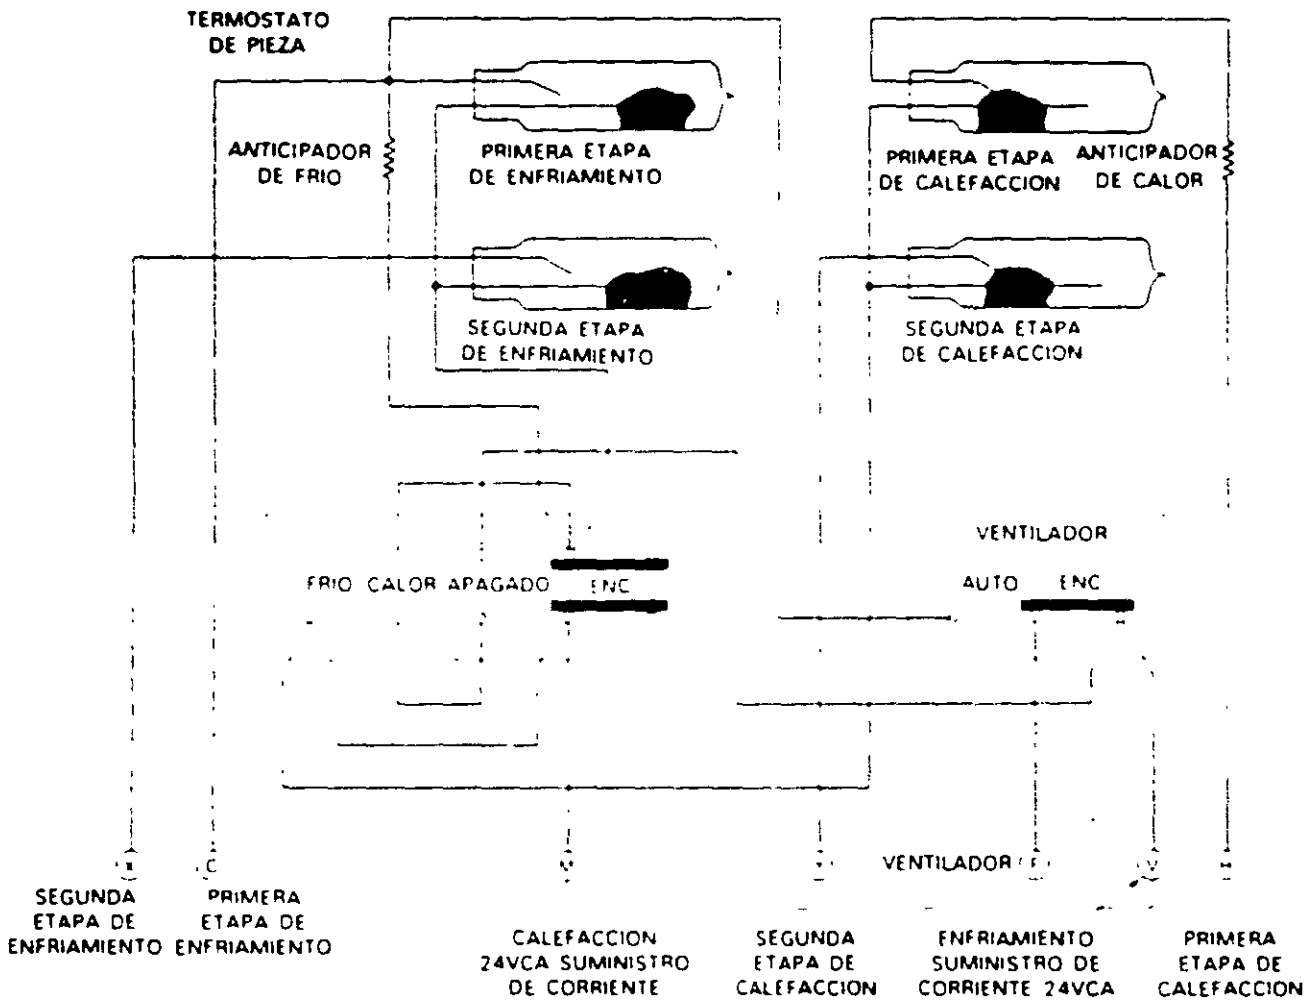 TERMOSTATO
DE PIEZA
ANTICIPADOR
DE FRIO
PRIMERA ETAPA
DE ENFRIAMIENTO
PRIMERA ETAPA
DE CALEFACCION
ANTICIPADOR
DE CALOR
SEGUNDA ETAPA
DE ENFRIAMIENTO
SEGUNDA ETAPA
DE CALEFACCION
VENTILADOR
FRIO CALOR APAGADO ENC
AUTO ENC
C
VENTILADOR F
V
SEGUNDA
ETAPA DE
ENFRIAMIENTO
PRIMERA
ETAPA DE
ENFRIAMIENTO
CALEFACCION
24VCA SUMINISTRO
DE CORRIENTE
SEGUNDA
ETAPA DE
CALEFACCION
ENFRIAMIENTO
SUMINISTRO DE
CORRIENTE 24VCA
PRIMERA
ETAPA DE
CALEFACCION